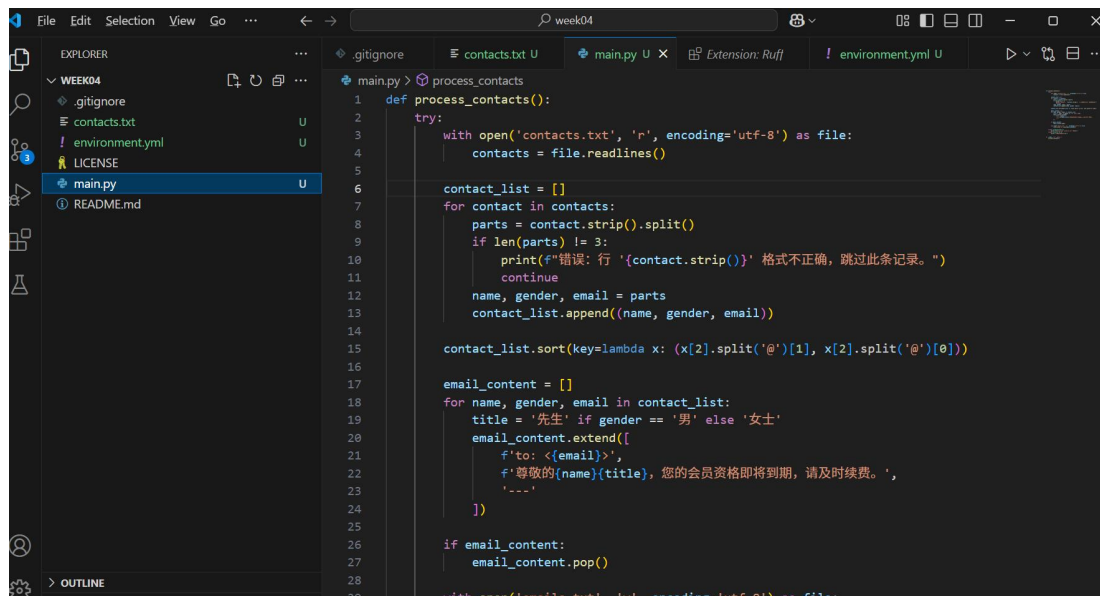 File Edit Selection View Go ··· week04
EXPLORER ···
WEEK04
.gitignore
contacts.txt U
environment.yml U
LICENSE
main.py U
README.md
OUTLINE
3
.gitignore contacts.txt U main.py U Extension: Ruff environment.yml U
main.py > process_contacts
1 def process_contacts():
2 try:
3 with open('contacts.txt', 'r', encoding='utf-8') as file:
4 contacts = file.readlines()
5
6 contact_list = []
7 for contact in contacts:
8 parts = contact.strip().split()
9 if len(parts) != 3:
10 print(f"错误: 行 '{contact.strip()}' 格式不正确，跳过此条记录。")
11 continue
12 name, gender, email = parts
13 contact_list.append((name, gender, email))
14
15 contact_list.sort(key=lambda x: (x[2].split('@')[1], x[2].split('@')[0]))
16
17 email_content = []
18 for name, gender, email in contact_list:
19 title = '先生' if gender == '男' else '女士'
20 email_content.extend([
21 f'to: <{email}>',
22 f'尊敬的{name}{title}，您的会员资格即将到期，请及时续费。',
23 '---'
24 ])
25
26 if email_content:
27 email_content.pop()
28